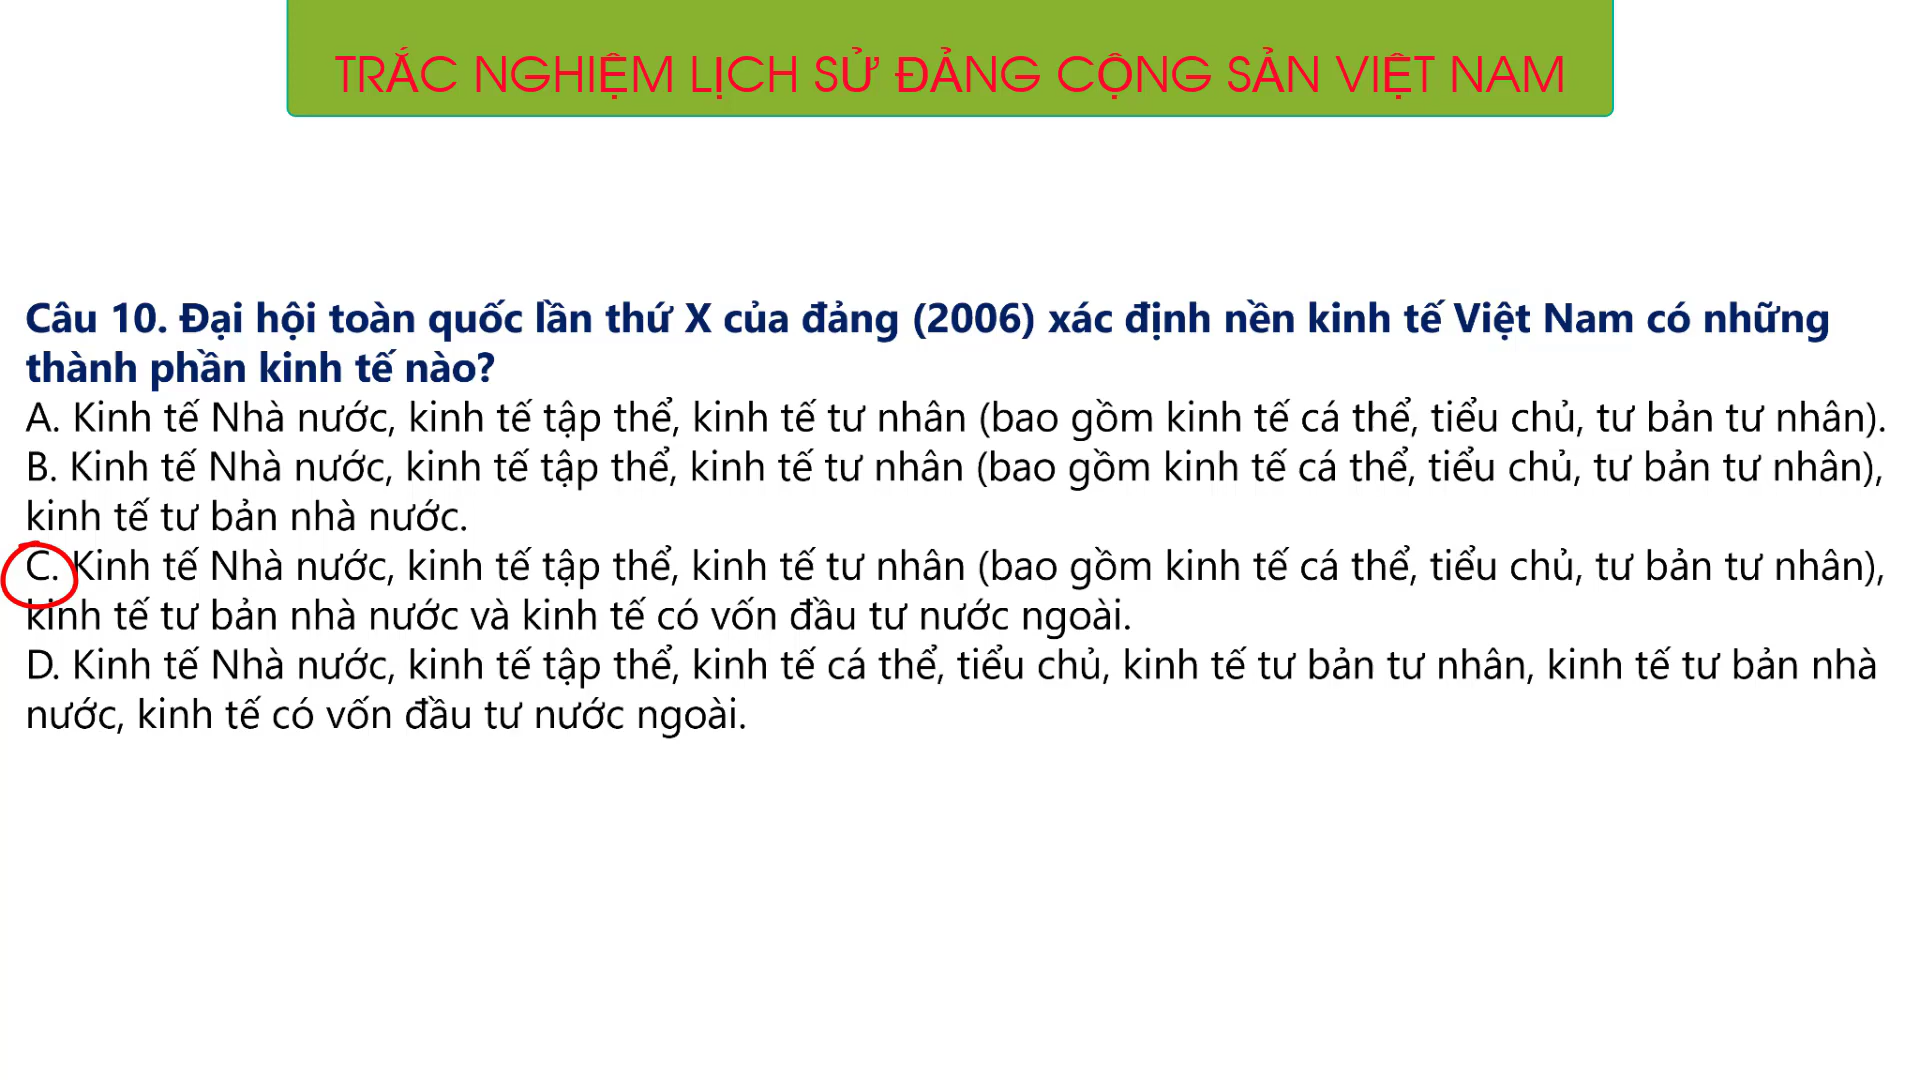 TRẮC NGHIỆM LỊCH SỬ ĐẢNG CỘNG SẢN VIỆT NAM
Câu 10. Đại hội toàn quốc lần thứ X của đảng (2006) xác định nền kinh tế Việt Nam có những
thành phần kinh tế nào?
A. Kinh tế Nhà nước, kinh tế tập thể, kinh tế tư nhân (bao gồm kinh tế cá thể, tiểu chủ, tư bản tư nhân).
B. Kinh tế Nhà nước, kinh tế tập thể, kinh tế tư nhân (bao gồm kinh tế cá thể, tiểu chủ, tư bản tư nhân),
kinh tế tư bản nhà nước.
C. Kinh tế Nhà nước, kinh tế tập thể, kinh tế tư nhân (bao gồm kinh tế cá thể, tiểu chủ, tư bản tư nhân),
kinh tế tư bản nhà nước và kinh tế có vốn đầu tư nước ngoài.
D. Kinh tế Nhà nước, kinh tế tập thể, kinh tế cá thể, tiểu chủ, kinh tế tư bản tư nhân, kinh tế tư bản nhà
nước, kinh tế có vốn đầu tư nước ngoài.